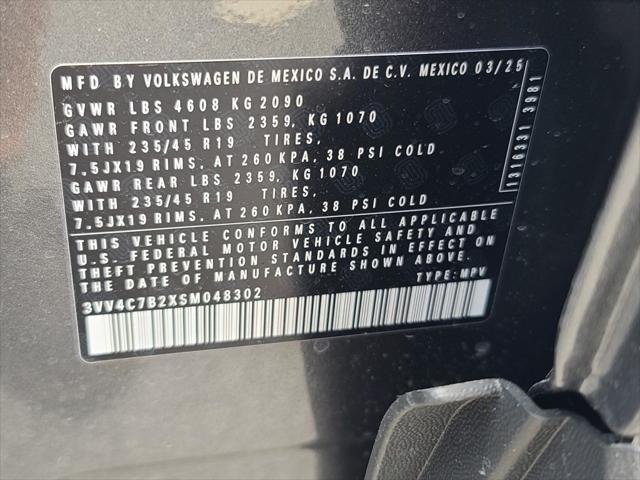 MFD BY VOLKSWAGEN DE MEXICO S.A. DE C.V. MEXICO 03/25
GVWR LBS 4608 KG 2090
GAWR FRONT LBS 2359, KG 1070
WITH 235/45 R19 TIRES,
7.5JX19 RIMS, AT 260 KPA, 38 PSI COLD
GAWR REAR LBS 2359, KG 1070
WITH 235/45 R19 TIRES,
7.5JX19 RIMS, AT 260 KPA, 38 PSI COLD
THIS VEHICLE CONFORMS TO ALL APPLICABLE
U.S. FEDERAL MOTOR VEHICLE SAFETY AND
THEFT PREVENTION STANDARDS IN EFFECT ON
THE DATE OF MANUFACTURE SHOWN ABOVE.
3VV4C7B2XSM048302 TYPE: MPV
1316331 3981